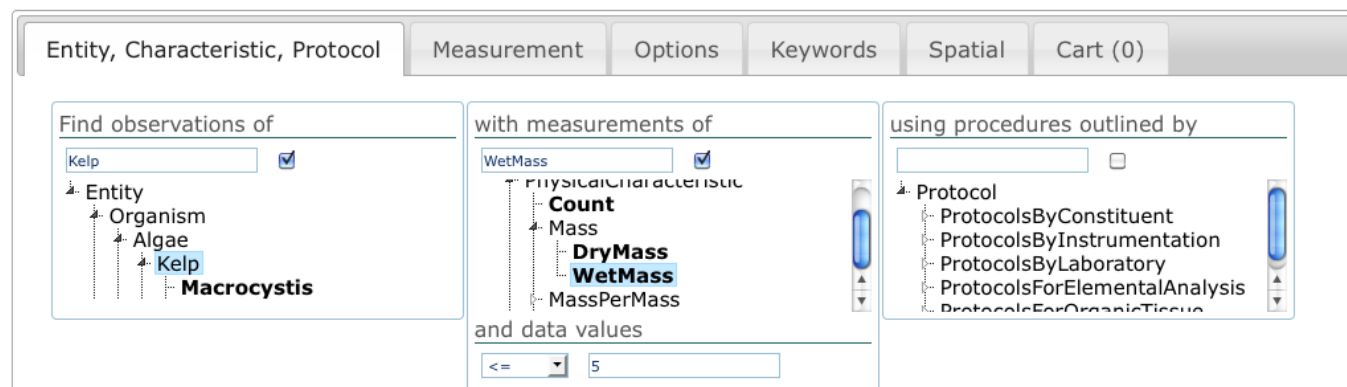 Entity, Characteristic, Protocol Measurement Options Keywords Spatial Cart (0)
Find observations of
Kelp
Entity
Organism
Algae
Kelp
Macrocystis
with measurements of
WetMass
PhysicalCharacteristic
Count
Mass
DryMass
WetMass
MassPerMass
and data values
<= 5
using procedures outlined by
Protocol
ProtocolsByConstituent
ProtocolsByInstrumentation
ProtocolsByLaboratory
ProtocolsForElementalAnalysis
ProtocolsForOrganicTissue